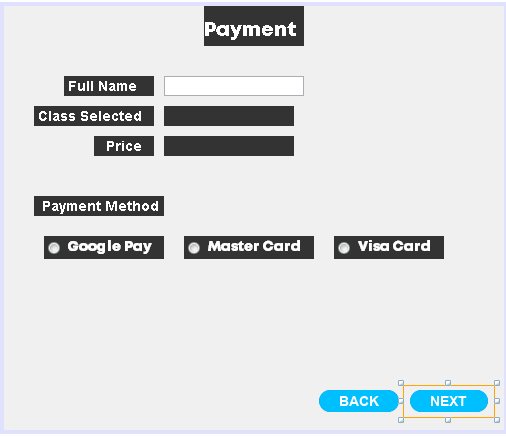 Payment
Full Name
Class Selected
Price
Payment Method
Google Pay Master Card Visa Card
BACK NEXT